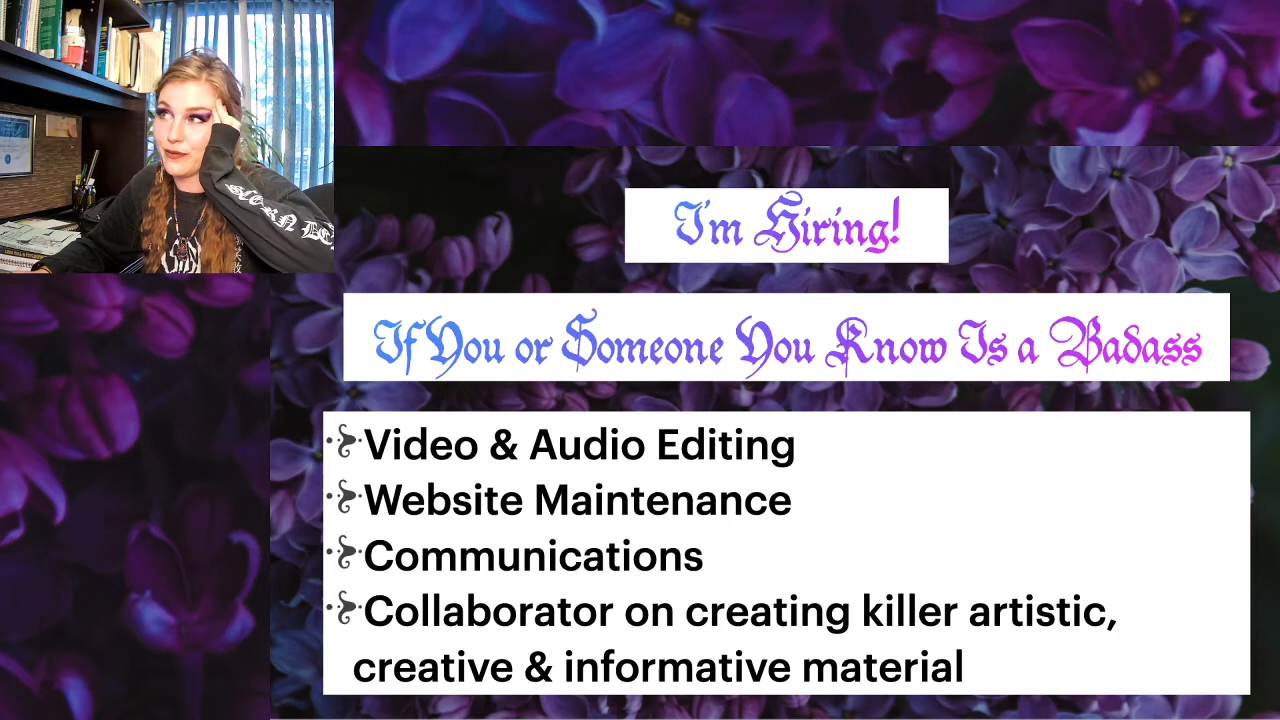 I'm Hiring!
If You or Someone You Know Is a Badass
Video & Audio Editing
Website Maintenance
Communications
Collaborator on creating killer artistic,
creative & informative material